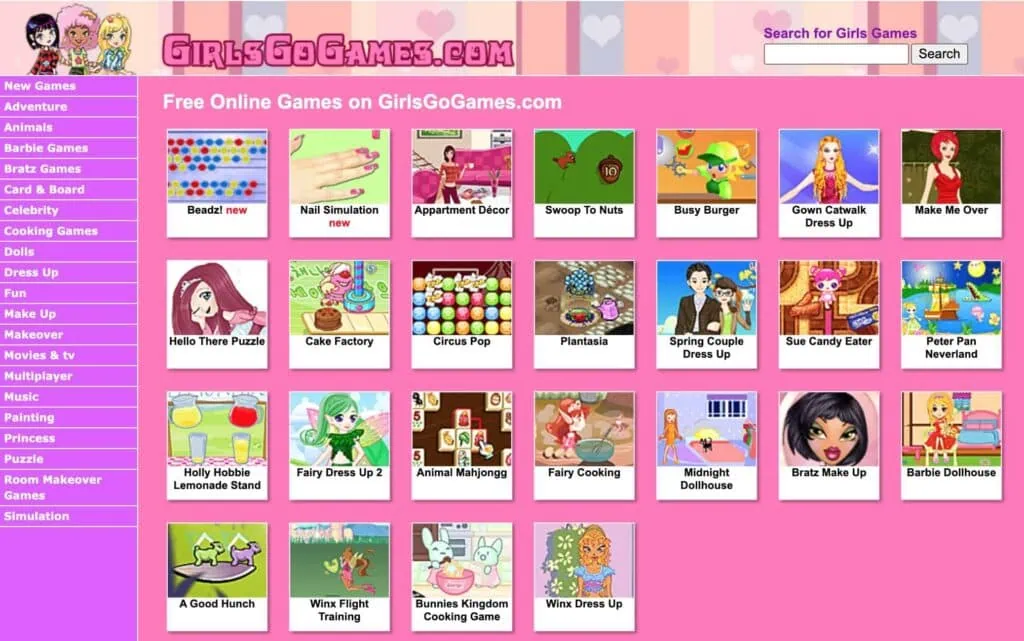 GirlsGoGames.com
Search for Girls Games
Search
New Games
Adventure
Animals
Barbie Games
Bratz Games
Card & Board
Celebrity
Cooking Games
Dolls
Dress Up
Fun
Make Up
Makeover
Movies & tv
Multiplayer
Music
Painting
Princess
Puzzle
Room Makeover
Games
Simulation
Free Online Games on GirlsGoGames.com
Beadz! new
Nail Simulation
new
Appartment Décor
Swoop To Nuts
10
Busy Burger
Gown Catwalk
Dress Up
Make Me Over
Hello There Puzzle
Cake Factory
Circus Pop
Plantasia
Spring Couple
Dress Up
Sue Candy Eater
Peter Pan
Neverland
Holly Hobbie
Lemonade Stand
Fairy Dress Up 2
Animal Mahjongg
Fairy Cooking
Midnight
Dollhouse
Bratz Make Up
Barbie Dollhouse
A Good Hunch
Winx Flight
Training
Bunnies Kingdom
Cooking Game
Winx Dress Up